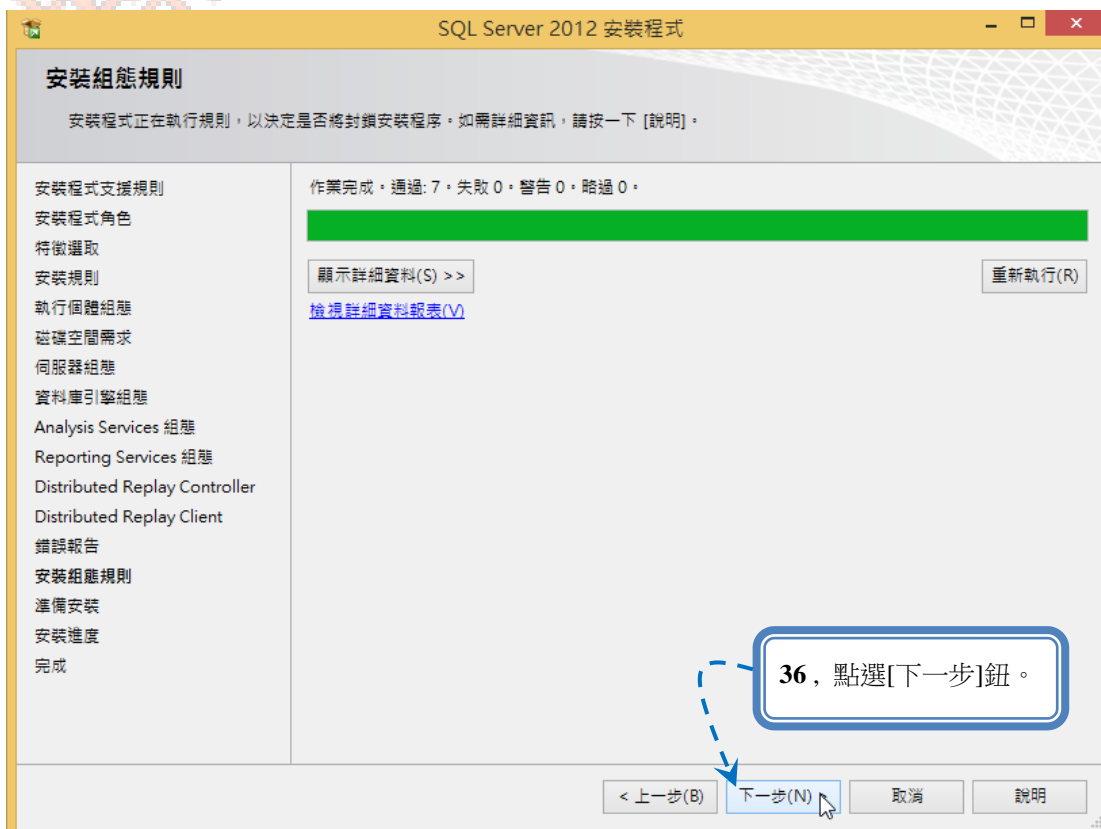 SQL Server 2012 安裝程式
安裝組態規則
安裝程式正在執行規則，以決定是否將封鎖安裝程序。如需詳細資訊，請按一下 [說明]。
安裝程式支援規則
安裝程式角色
特徵選取
安裝規則
執行個體組態
磁碟空間需求
伺服器組態
資料庫引擎組態
Analysis Services 組態
Reporting Services 組態
Distributed Replay Controller
Distributed Replay Client
錯誤報告
安裝組態規則
準備安裝
安裝進度
完成
作業完成。通過: 7。失敗 0。警告 0。略過 0。
顯示詳細資料(S) >>
重新執行(R)
檢視詳細資料報表(V)
36 , 點選[下一步]鈕。
< 上一步(B)
下一步(N) >
取消
說明